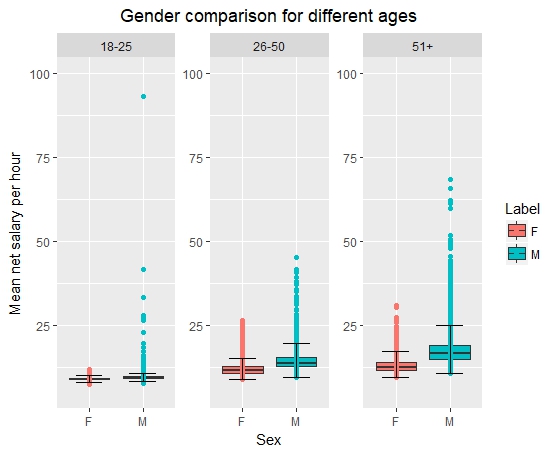 Gender comparison for different ages
18-25 26-50 51+
100 100 100
75 75 75
50 50 50
25 25 25
F M F M F M
Sex
Mean net salary per hour
Label
F
M